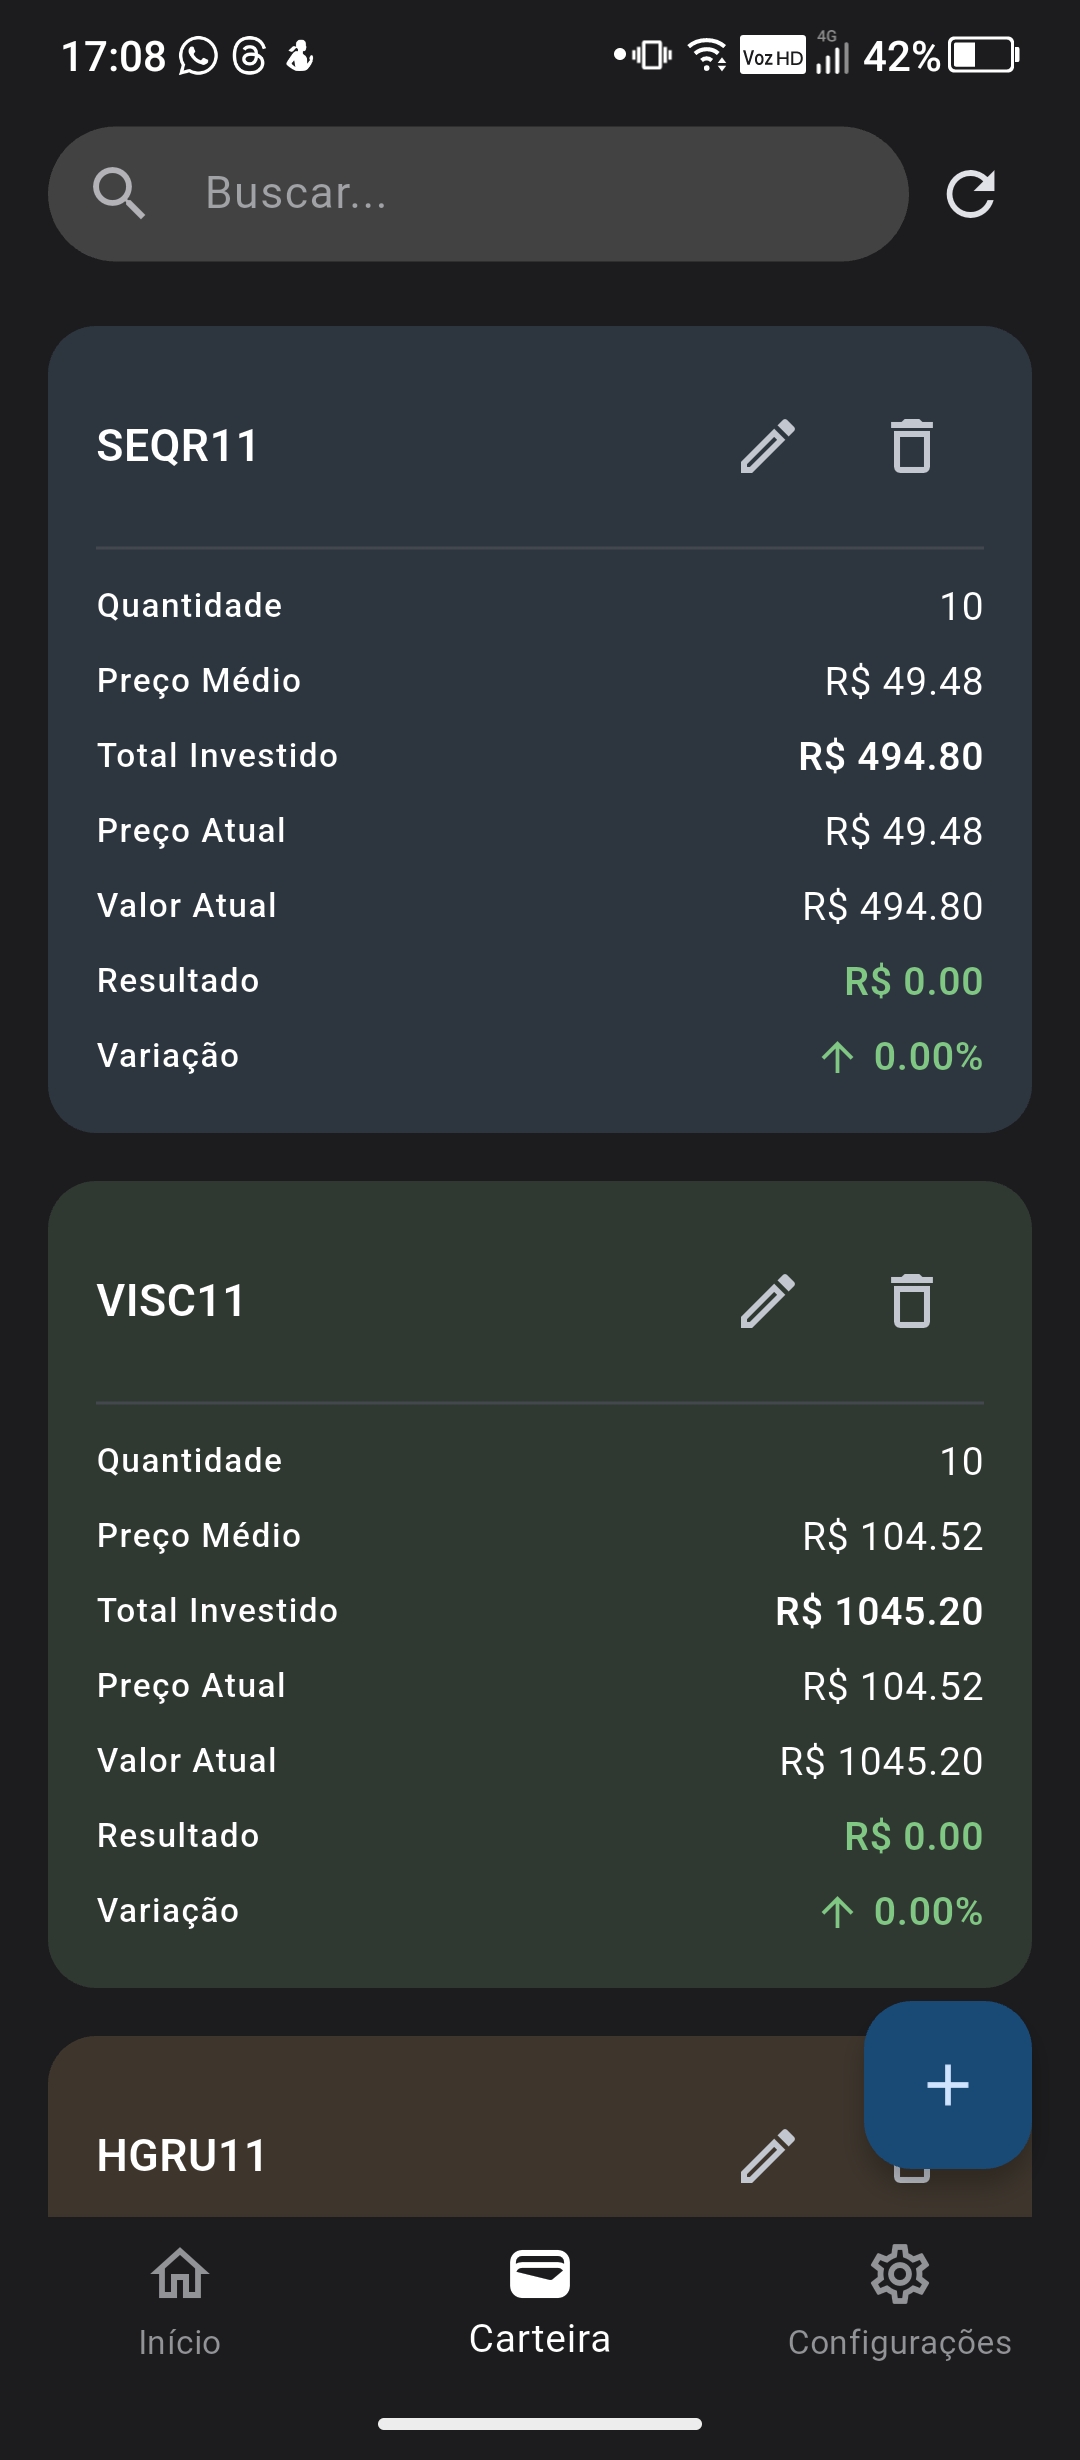 17:08 Voz HD 4G 42%
Buscar...
SEQR11
Quantidade 10
Preço Médio R$ 49.48
Total Investido R$ 494.80
Preço Atual R$ 49.48
Valor Atual R$ 494.80
Resultado R$ 0.00
Variação ↑ 0.00%
VISC11
Quantidade 10
Preço Médio R$ 104.52
Total Investido R$ 1045.20
Preço Atual R$ 104.52
Valor Atual R$ 1045.20
Resultado R$ 0.00
Variação ↑ 0.00%
+
HGRU11
Início Carteira Configurações